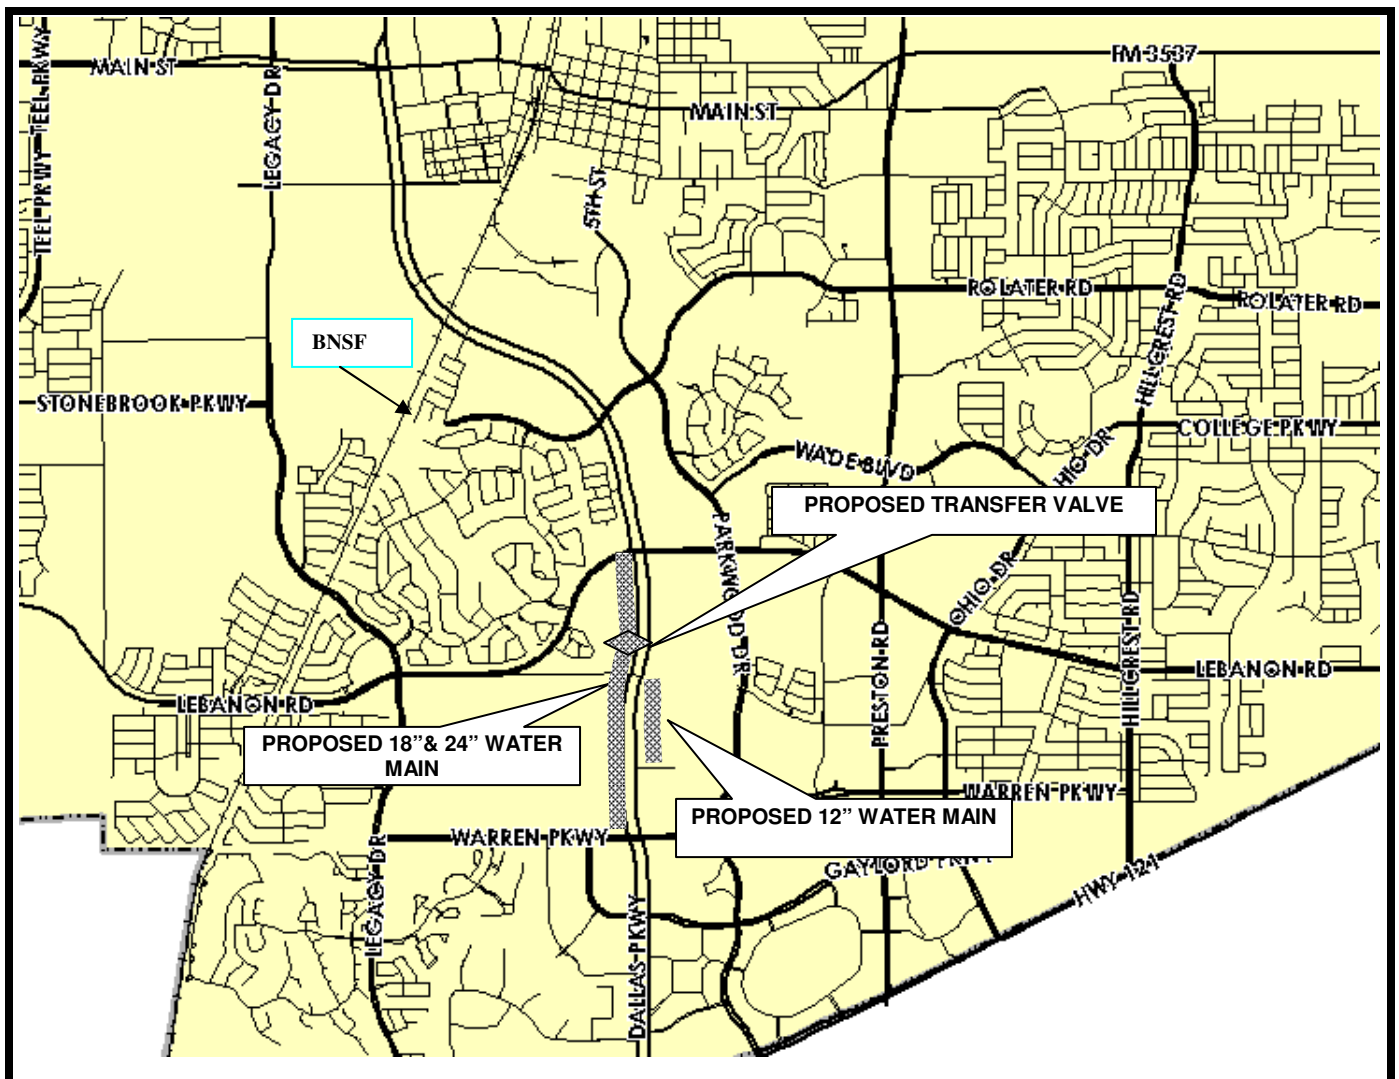 TEEL PKWY
TEEL PKWY
MAIN ST
LEGACY DR
MAIN ST
FM 3537
5TH ST
ROLATER RD
ROLATER RD
HILLCREST RD
BNSF
STONEBROOK PKWY
COLLEGE PKWY
WADE BLVD
OHIO DR
PROPOSED TRANSFER VALVE
PARKWOOD DR
OHIO DR
PRESTON RD
HILLCREST RD
LEBANON RD
LEBANON RD
PROPOSED 18”& 24” WATER
MAIN
WARREN PKWY
PROPOSED 12” WATER MAIN
WARREN PKWY
GAYLORD PKWY
HWY 121
LEGACY DR
DALLAS PKWY